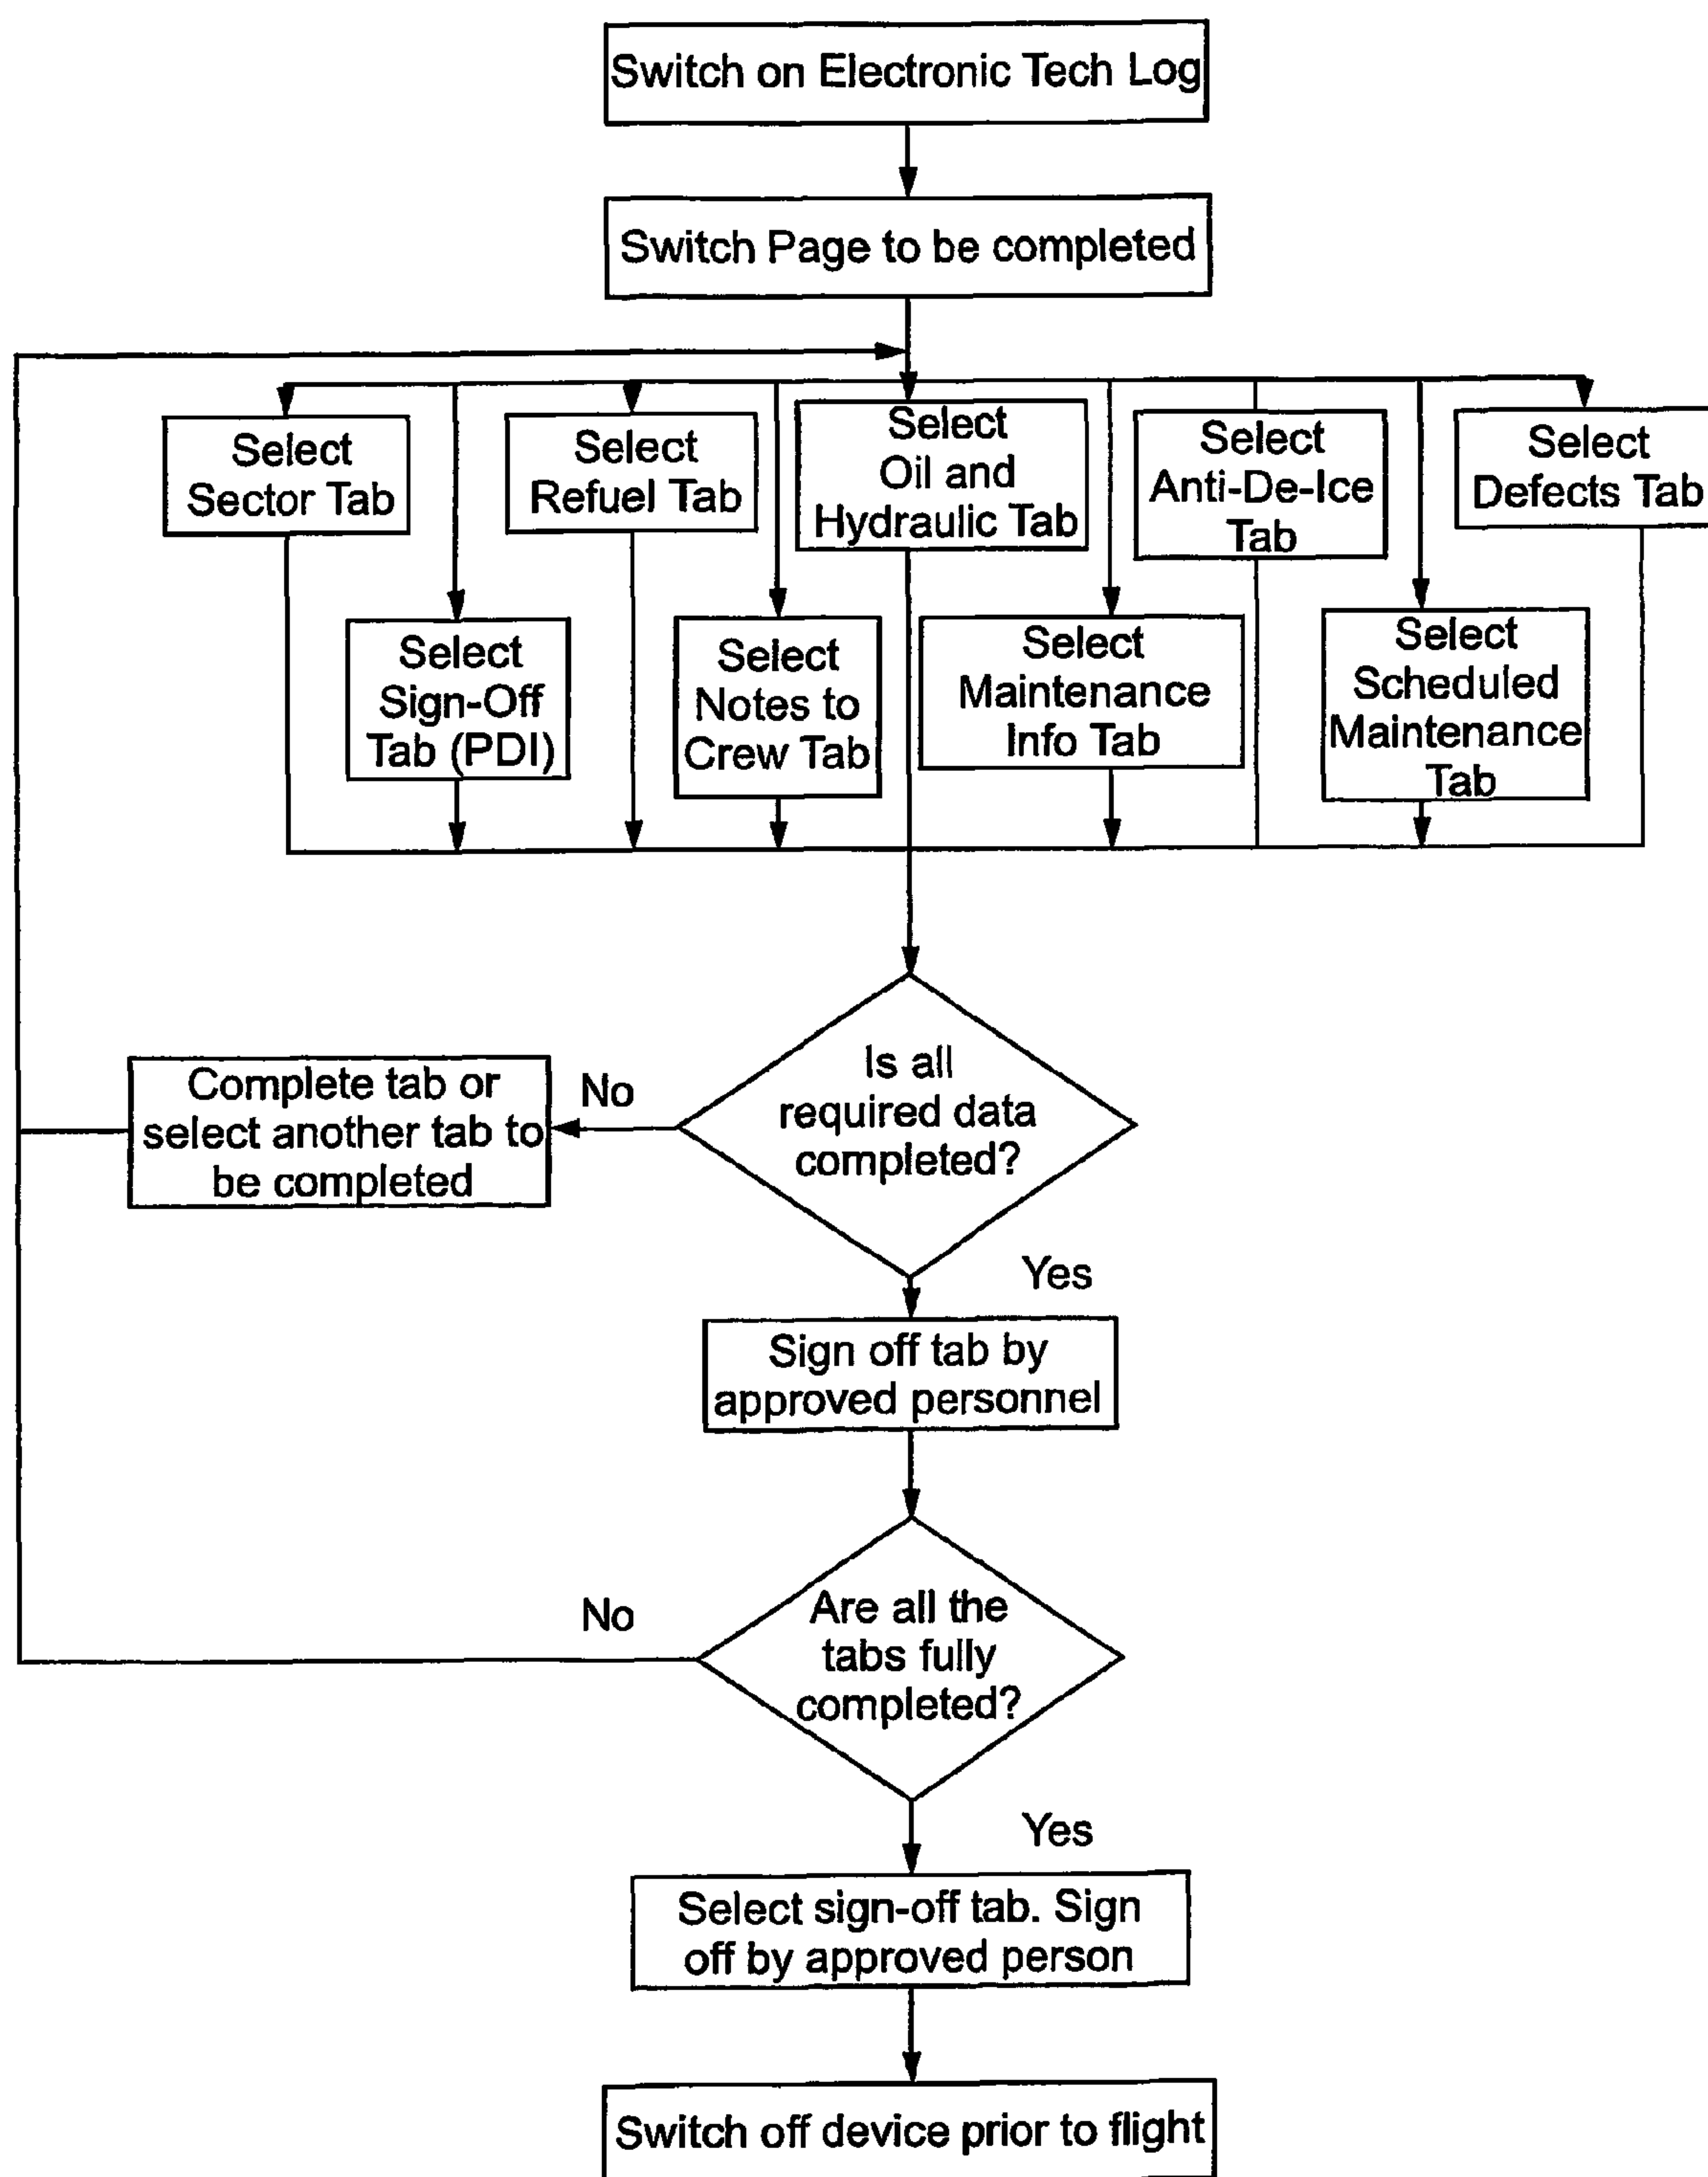 Switch on Electronic Tech Log
Switch Page to be completed
Select
Sector Tab
Select
Refuel Tab
Select
Oil and
Hydraulic Tab
Select
Anti-De-Ice
Tab
Select
Defects Tab
Select
Sign-Off
Tab (PDI)
Select
Notes to
Crew Tab
Select
Maintenance
Info Tab
Select
Scheduled
Maintenance
Tab
Is all
required data
completed?
No
Complete tab or
select another tab to
be completed
Yes
Sign off tab by
approved personnel
Are all the
tabs fully
completed?
No
Yes
Select sign-off tab. Sign
off by approved person
Switch off device prior to flight